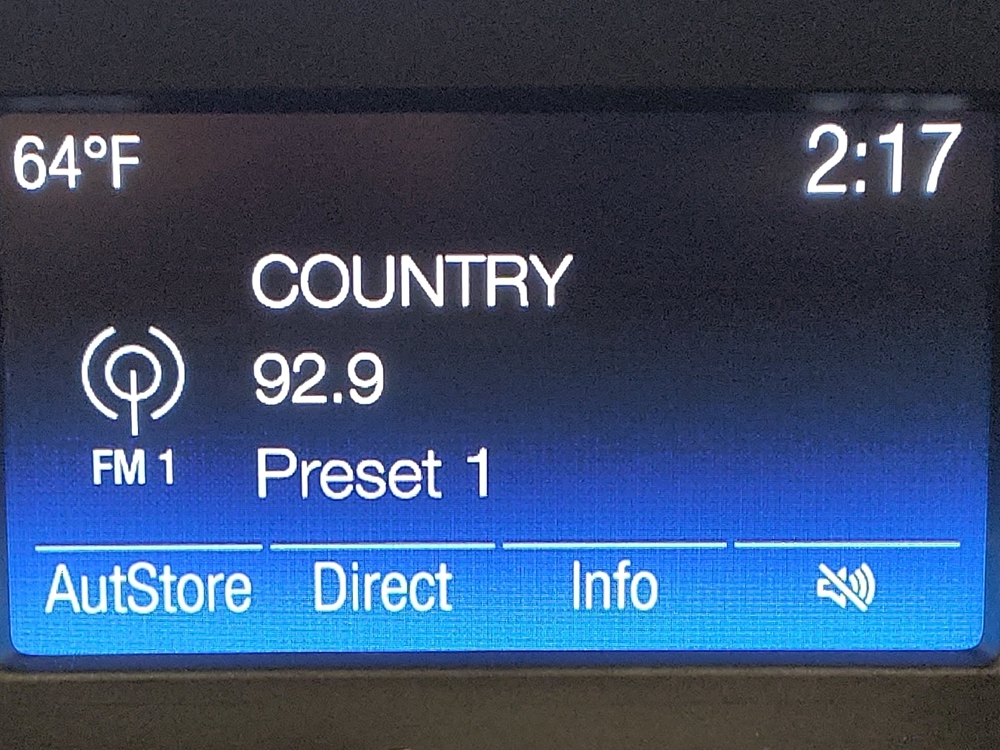 64°F 2:17
COUNTRY
92.9
FM 1 Preset 1
AutStore Direct Info